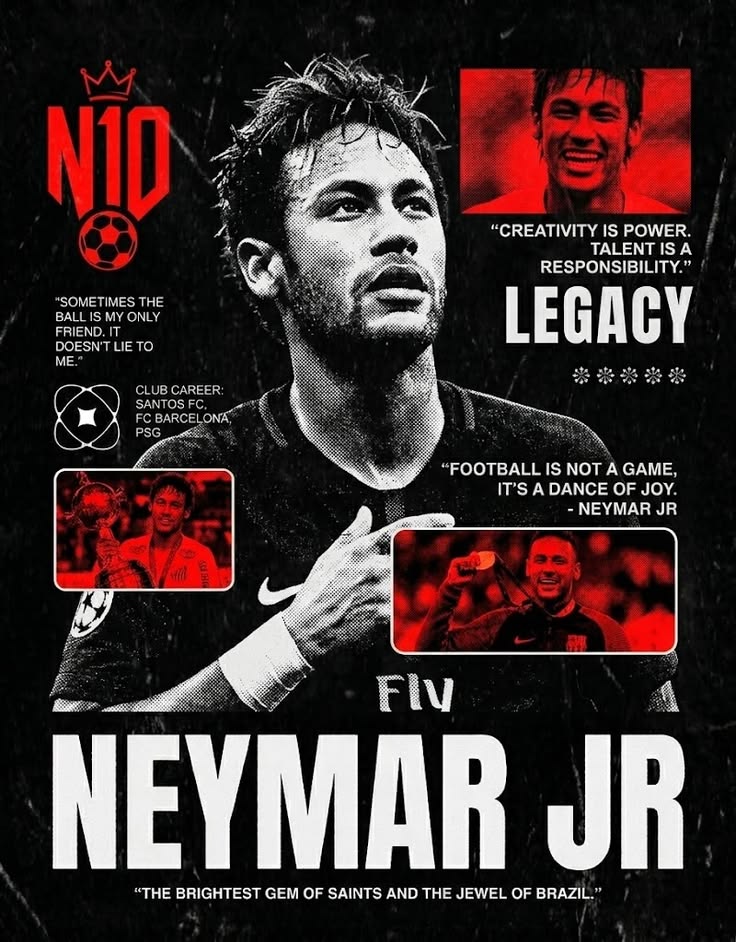 N10
"SOMETIMES THE
BALL IS MY ONLY
FRIEND. IT
DOESN'T LIE TO
ME."
CLUB CAREER:
SANTOS FC,
FC BARCELONA,
PSG
“CREATIVITY IS POWER.
TALENT IS A
RESPONSIBILITY.”
LEGACY
“FOOTBALL IS NOT A GAME,
IT’S A DANCE OF JOY.
- NEYMAR JR
Fly
NEYMAR JR
“THE BRIGHTEST GEM OF SAINTS AND THE JEWEL OF BRAZIL.”